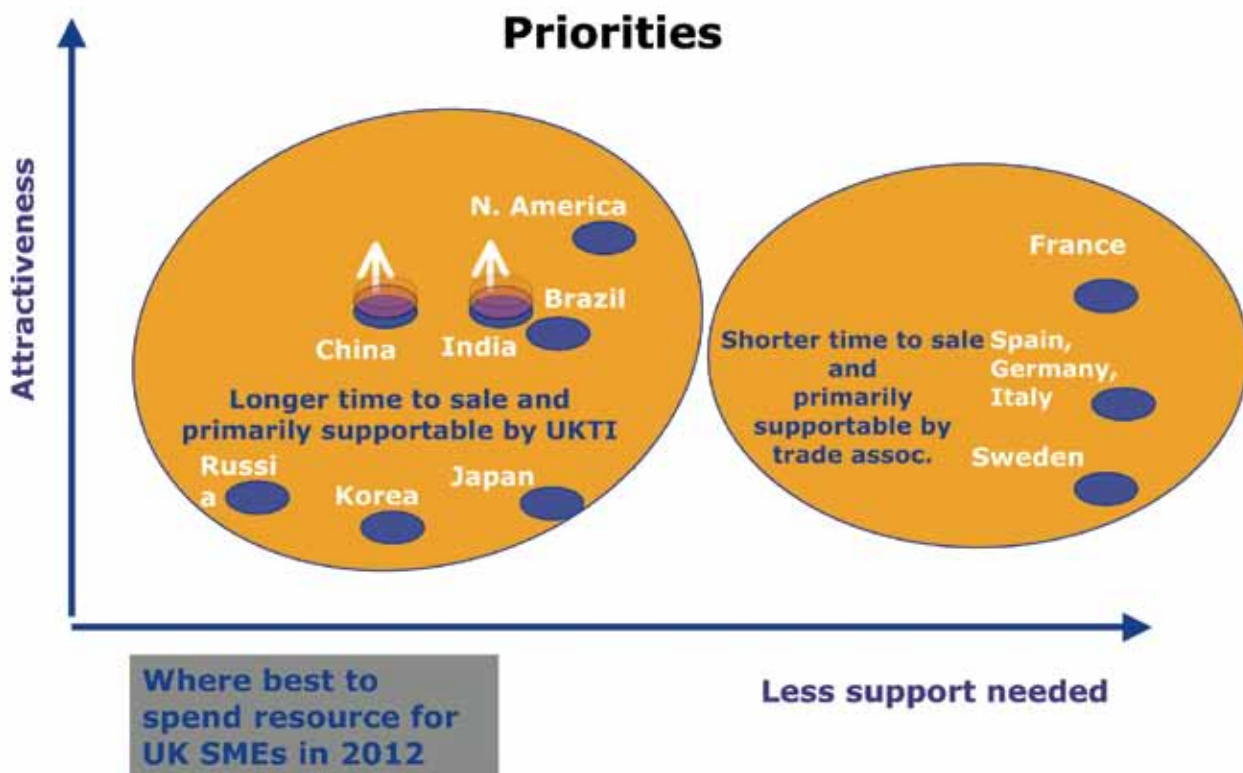 Priorities
Attractiveness
N. America
China
India
Brazil
Longer time to sale and
primarily supportable by UKTI
Russi
a
Korea
Japan
France
Shorter time to sale
and
primarily
supportable by
trade assoc.
Spain,
Germany,
Italy
Sweden
Where best to
spend resource for
UK SMEs in 2012
Less support needed